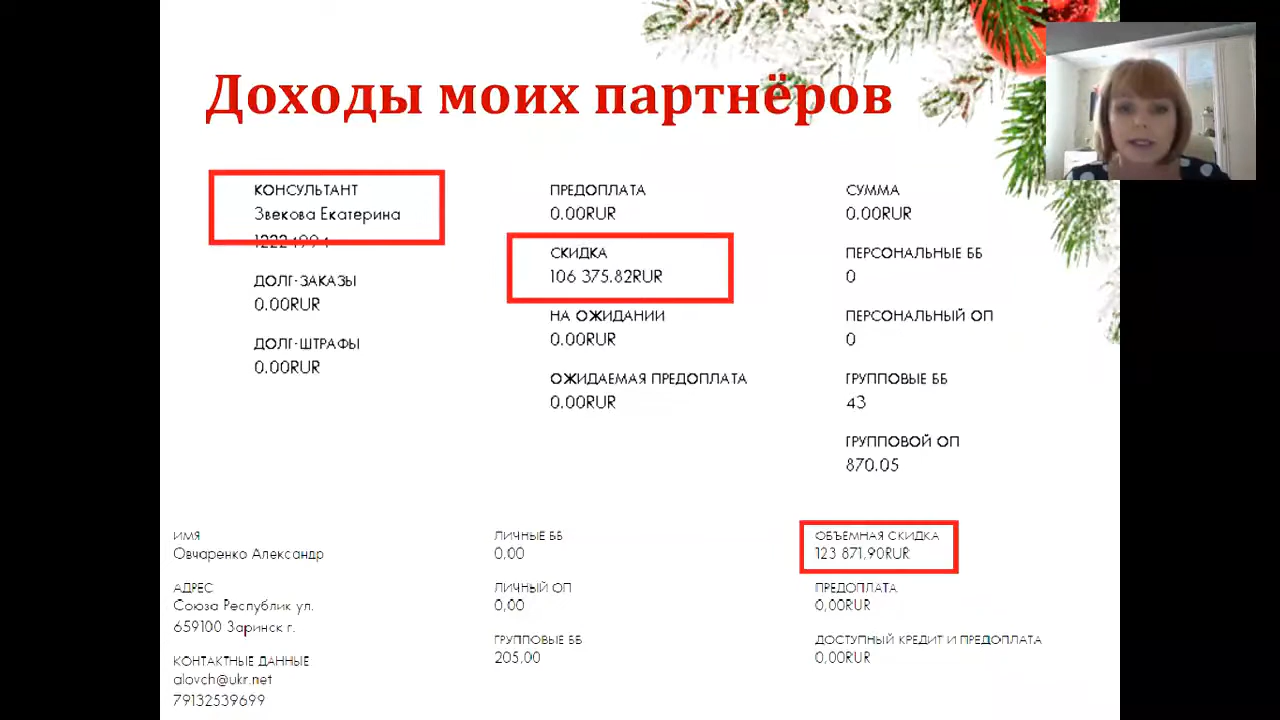 Доходы моих партнёров
КОНСУЛЬТАНТ
Звекова Екатерина
12224994
ДОЛГ-ЗАКАЗЫ
0.00RUR
ДОЛГ-ШТРАФЫ
0.00RUR
ПРЕДОПЛАТА
0.00RUR
СКИДКА
106 375.82RUR
НА ОЖИДАНИИ
0.00RUR
ОЖИДАЕМАЯ ПРЕДОПЛАТА
0.00RUR
СУММА
0.00RUR
ПЕРСОНАЛЬНЫЕ ББ
0
ПЕРСОНАЛЬНЫЙ ОП
0
ГРУППОВЫЕ ББ
43
ГРУППОВОЙ ОП
870.05
ИМЯ
Овчаренко Александр
АДРЕС
Союза Республик ул.
659100 Заринск г.
КОНТАКТНЫЕ ДАННЫЕ
alovch@ukr.net
79132539699
ЛИЧНЫЕ ББ
0,00
ЛИЧНЫЙ ОП
0,00
ГРУППОВЫЕ ББ
205,00
ОБЪЕМНАЯ СКИДКА
123 871,90RUR
ПРЕДОПЛАТА
0,00RUR
ДОСТУПНЫЙ КРЕДИТ И ПРЕДОПЛАТА
0,00RUR